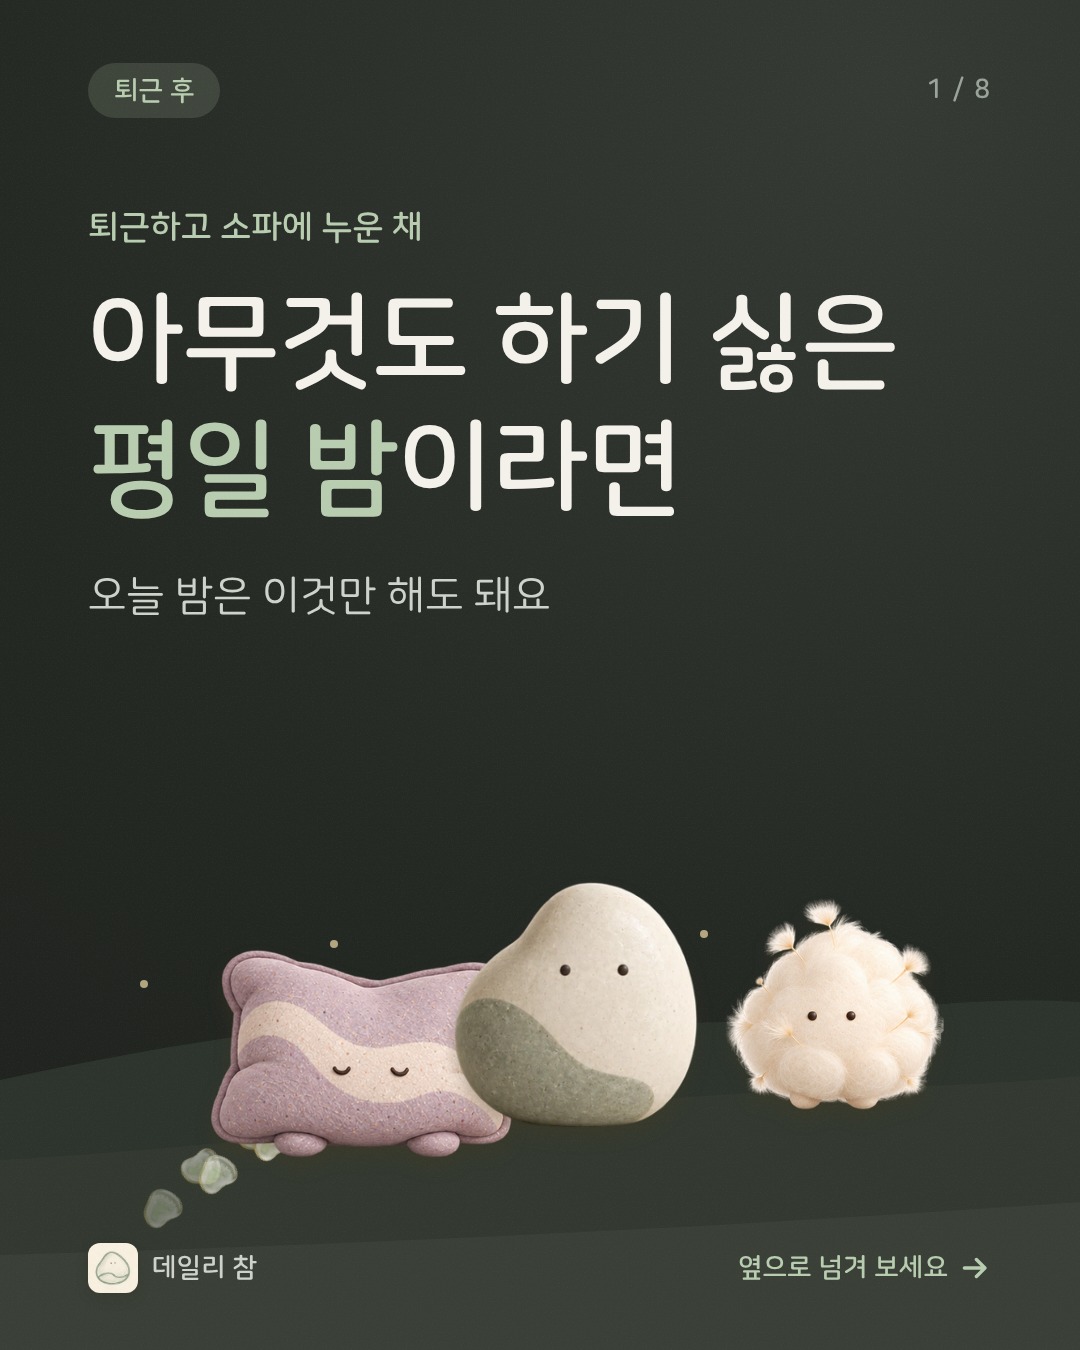 퇴근 후
1 / 8
퇴근하고 소파에 누운 채
아무것도 하기 싫은
평일 밤이라면
오늘 밤은 이것만 해도 돼요
데일리 참
옆으로 넘겨 보세요 →